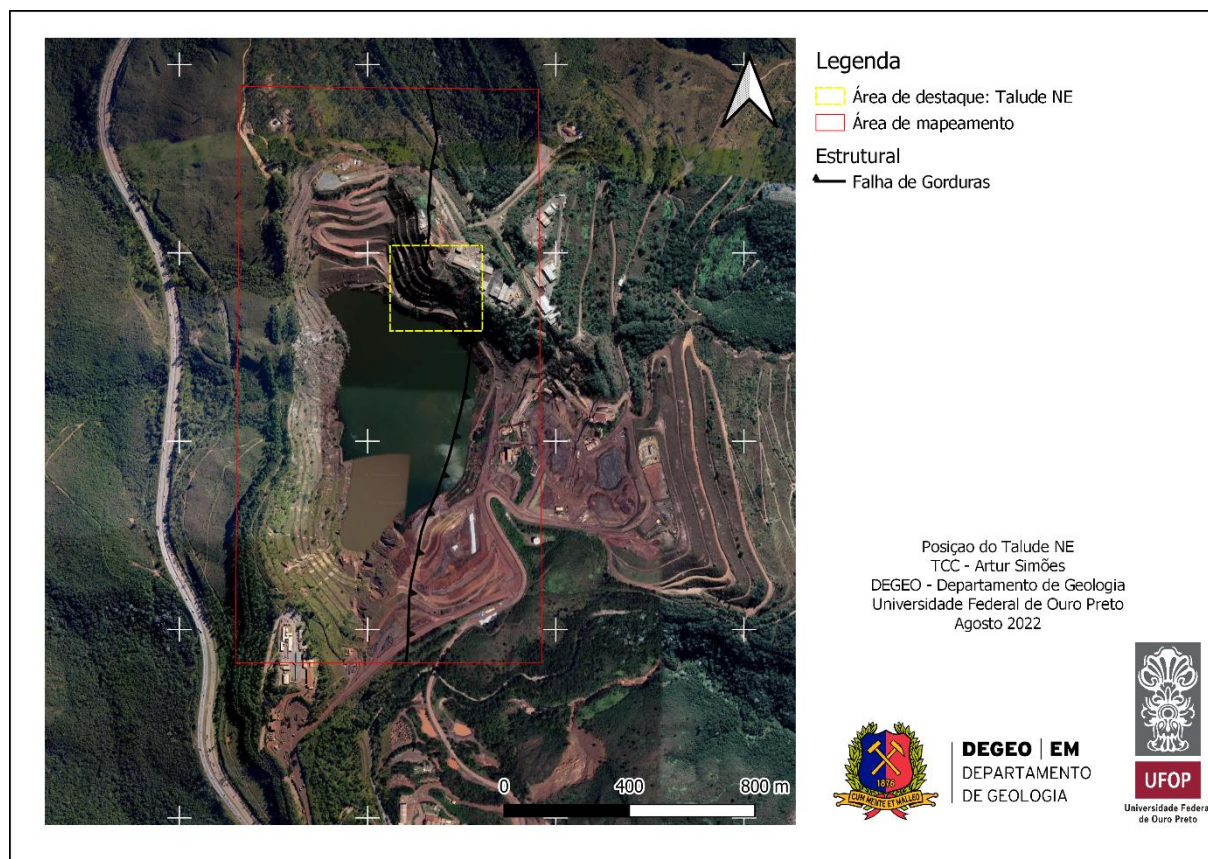 Legenda
Área de destaque: Talude NE
Área de mapeamento
Estrutural
Falha de Gorduras
Posiçao do Talude NE
TCC - Artur Simões
DEGEO - Departamento de Geologia
Universidade Federal de Ouro Preto
Agosto 2022
0 400 800 m
1876
CUM MENTE ET MALLEO
DEGEO | EM
DEPARTAMENTO
DE GEOLOGIA
UFOP
Universidade Federal
de Ouro Preto